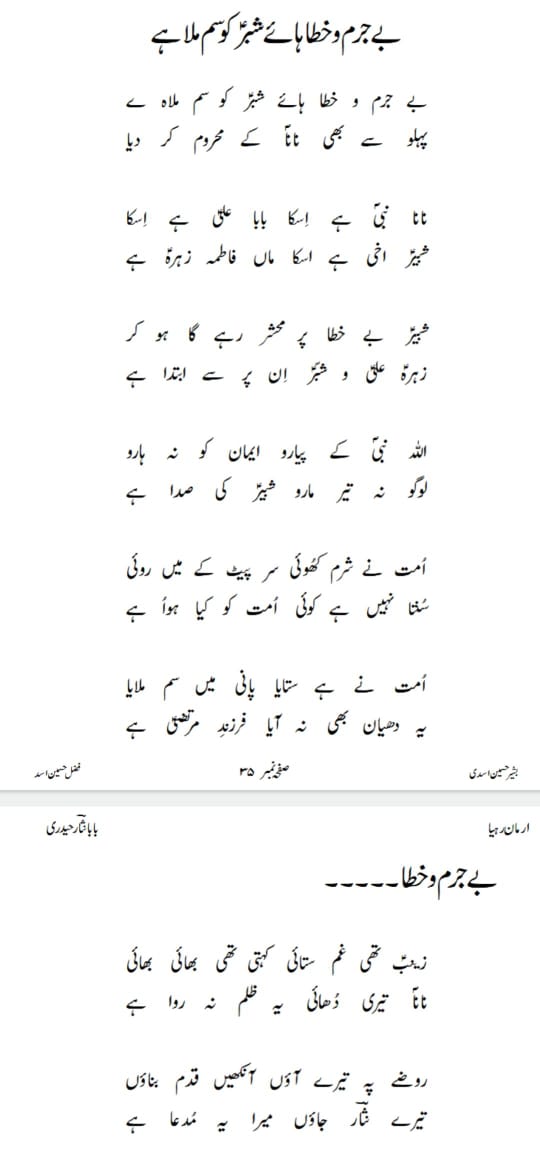 بے جرم و خطا ہائے شبرؑ کو سم ملا ہے
بے جرم و خطا ہائے شبرؑ کو سم ملاہ ے
پہلو سے بھی ناناؐ کے محروم کر دیا
نانا نبیؐ ہے اِسکا بابا علیؑ ہے اِسکا
شبیرؑ اخی ہے اسکا ماں فاطمہ زہرہؑ ہے
شبیرؑ بے خطا پر محشر رہے گا ہو کر
زہرہؑ علیؑ و شبرؑ اِن پر سے ابتدا ہے
اللہ نبیؐ کے پیارو ایمان کو نہ ہارو
لوگو نہ تیر مارو شبیرؑ کی صدا ہے
اُمت نے شرم کھُوئی سر پیٹ کے میں روئی
سُنتا نہیں ہے کوئی اُمت کو کیا ہواُ ہے
اُمت نے ہے ستایا پانی میں سم ملایا
یہ دھیان بھی نہ آیا فرزندِ مرتضیٰؑ ہے
بشیر حسین اسدی صفحہ نمبر ۳۵ فضل حسین اسد
ارمان رہیا بابا نثارؔ حیدری
بے جرم و خطا-----
زینبؑ تھی غم ستائی کہتی تھی بھائی بھائی
ناناؐ تیری دُھائی یہ ظلم نہ روا ہے
روضے پہ تیرے آؤں آنکھیں قدم بناؤں
تیرے نثارؔ جاؤں میرا یہ مُدعا ہے